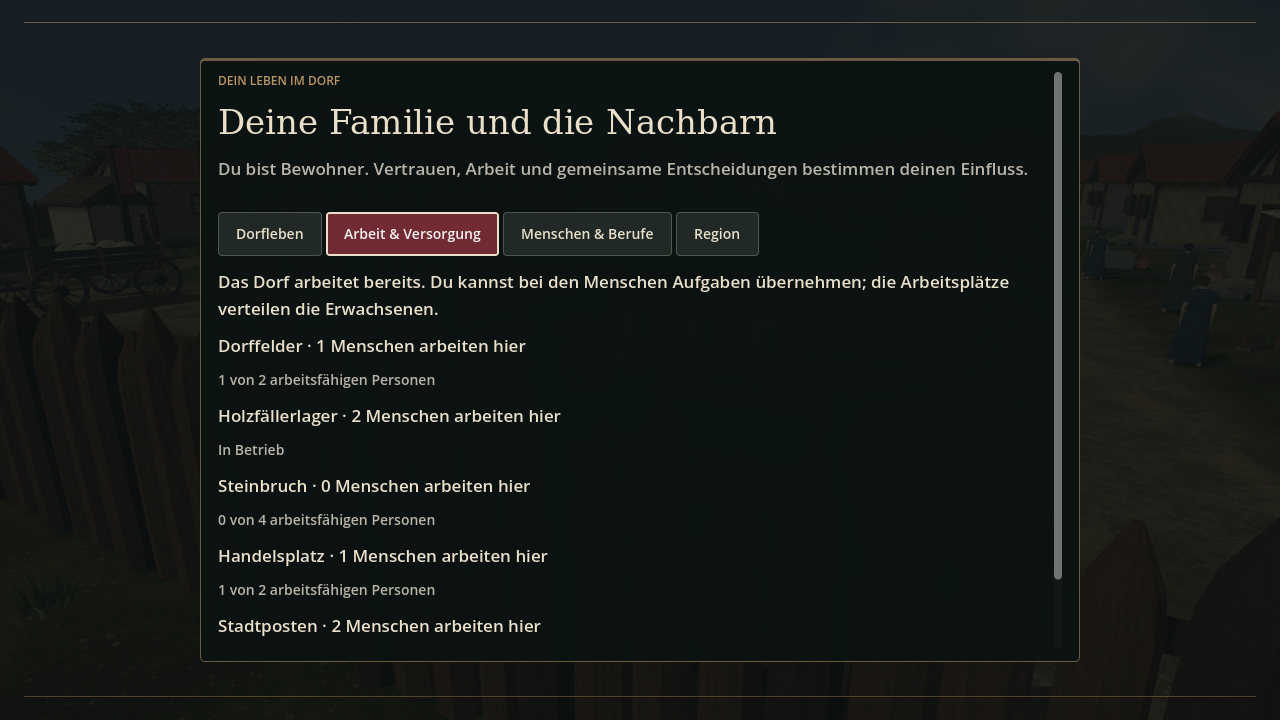 DEIN LEBEN IM DORF
Deine Familie und die Nachbarn
Du bist Bewohner. Vertrauen, Arbeit und gemeinsame Entscheidungen bestimmen deinen Einfluss.
Dorfleben
Arbeit & Versorgung
Menschen & Berufe
Region
Das Dorf arbeitet bereits. Du kannst bei den Menschen Aufgaben übernehmen; die Arbeitsplätze
verteilen die Erwachsenen.
Dorffelder · 1 Menschen arbeiten hier
1 von 2 arbeitsfähigen Personen
Holzfällerlager · 2 Menschen arbeiten hier
In Betrieb
Steinbruch · 0 Menschen arbeiten hier
0 von 4 arbeitsfähigen Personen
Handelsplatz · 1 Menschen arbeiten hier
1 von 2 arbeitsfähigen Personen
Stadtposten · 2 Menschen arbeiten hier